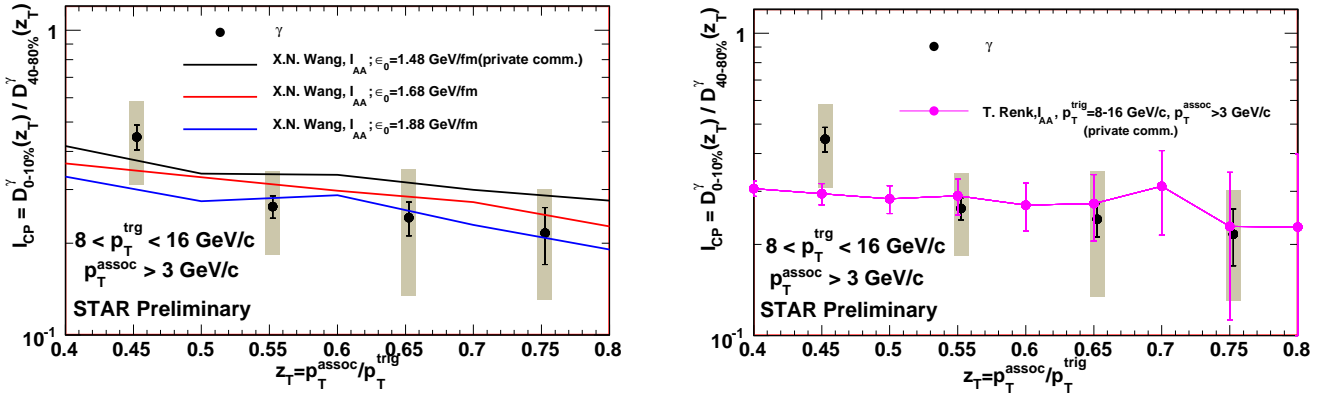 I_CP = D^γ_0-10%(z_T) / D^γ_40-80%(z_T)
1
10^-1
γ
X.N. Wang, I_AA ;ϵ_0=1.48 GeV/fm(private comm.)
X.N. Wang, I_AA ;ϵ_0=1.68 GeV/fm
X.N. Wang, I_AA ;ϵ_0=1.88 GeV/fm
8 < p_T^trg < 16 GeV/c
p_T^assoc > 3 GeV/c
STAR Preliminary
0.4 0.45 0.5 0.55 0.6 0.65 0.7 0.75 0.8
z_T=p_T^assoc/p_T^trig
I_CP = D^γ_0-10%(z_T) / D^γ_40-80%(z_T)
1
10^-1
γ
T. Renk,I_AA, p_T^trig=8-16 GeV/c, p_T^assoc>3 GeV/c
(private comm.)
8 < p_T^trg < 16 GeV/c
p_T^assoc > 3 GeV/c
STAR Preliminary
0.4 0.45 0.5 0.55 0.6 0.65 0.7 0.75 0.8
z_T=p_T^assoc/p_T^trig